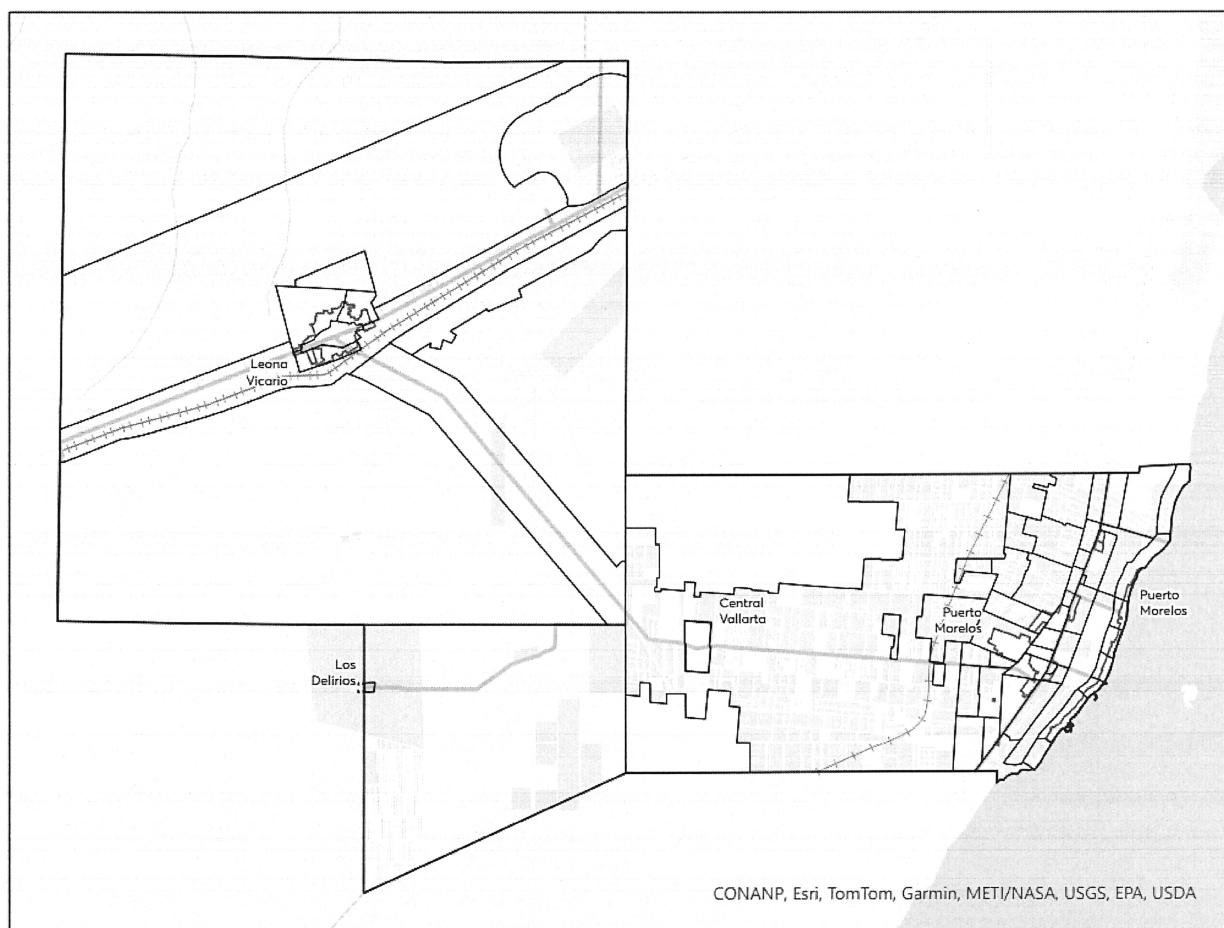 Leona
Vicario
Central
Vallarta
Puerto
Morelos
Puerto
Morelos
Los
Delirios
CONANP, Esri, TomTom, Garmin, METI/NASA, USGS, EPA, USDA